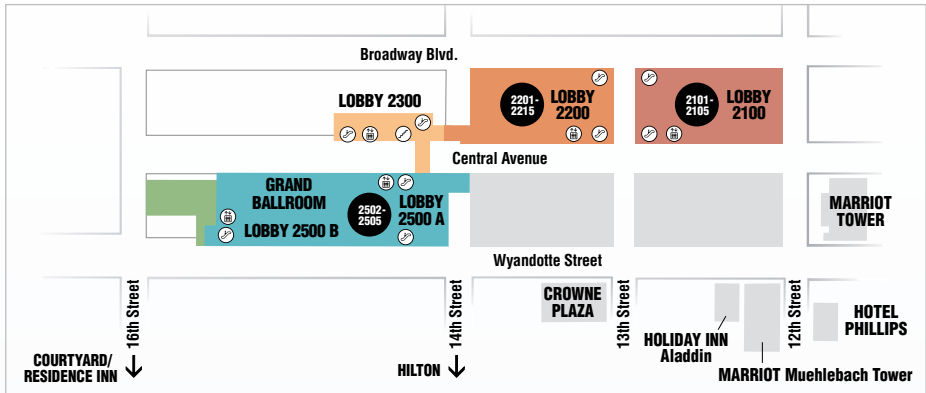 Broadway Blvd.
LOBBY 2300
2201-
2215
LOBBY
2200
2101-
2105
LOBBY
2100
Central Avenue
GRAND
BALLROOM
2502-
2505
LOBBY
2500 A
LOBBY 2500 B
MARRIOT
TOWER
Wyandotte Street
CROWNE
PLAZA
16th Street
14th Street
13th Street
12th Street
HOTEL
PHILLIPS
HOLIDAY INN
Aladdin
COURTYARD/
RESIDENCE INN
HILTON
MARRIOT Muehlebach Tower